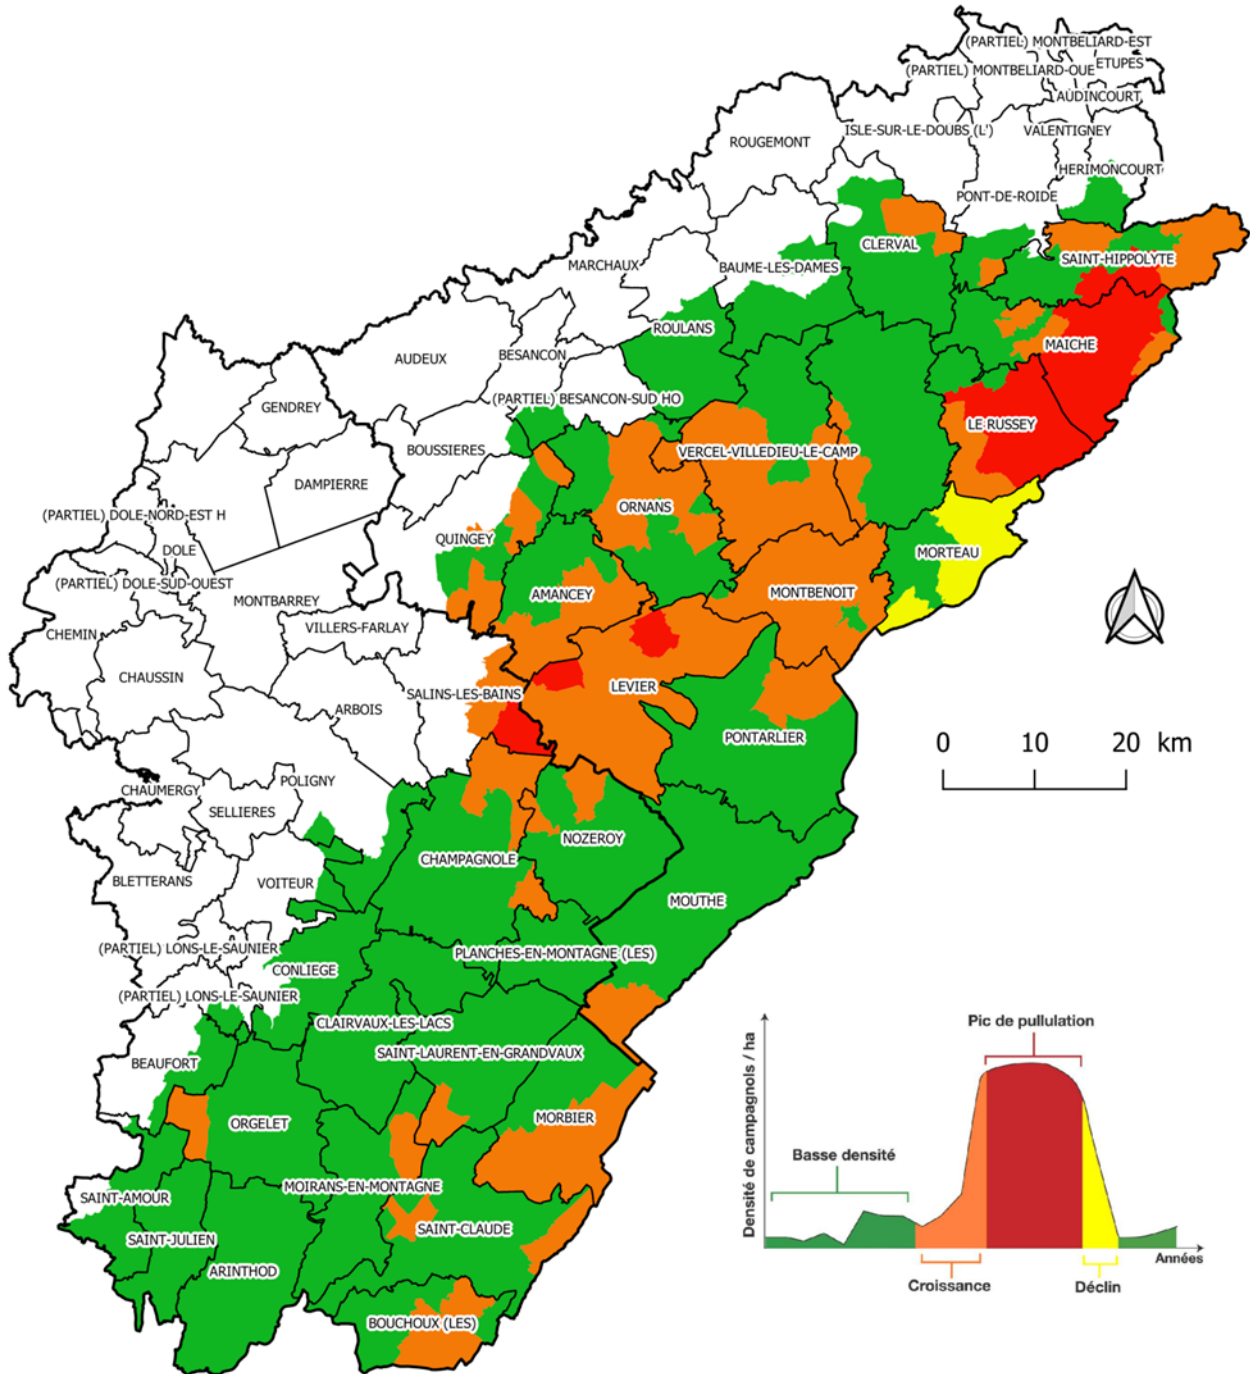 (PARTIEL) MONTBELIARD-EST
ETUPES
(PARTIEL) MONTBELIARD-OUE
AUDINCOURT
ISLE-SUR-LE-DOUBS (L')
VALENTIGNEY
ROUGEMONT
HERIMONCOURT
PONT-DE-ROIDE
CLERVAL
SAINT-HIPPOLYTE
MARCHAUX
BAUME-LES-DAMES
ROULANS
MAICHE
AUDEUX
BESANCON
(PARTIEL) BESANCON-SUD HO
GENDREY
LE RUSSEY
BOUSSIERES
VERCEL-VILLEDIEU-LE-CAMP
DAMPIERRE
ORNANS
(PARTIEL) DOLE-NORD-EST H
QUINGEY
DOLE
MORTEAU
(PARTIEL) DOLE-SUD-OUEST
AMANCEY
MONTBENOIT
MONTBARREY
VILLERS-FARLAY
CHEMIN
CHAUSSIN
LEVIER
SALINS-LES-BAINS
ARBOIS
PONTARLIER
0 10 20 km
POLIGNY
CHAUMERGY
SELLIERES
NOZEROY
CHAMPAGNOLE
BLETTERANS
VOITEUR
MOUTHE
(PARTIEL) LONS-LE-SAUNIER
PLANCHES-EN-MONTAGNE (LES)
CONLIEGE
(PARTIEL) LONS-LE-SAUNIER
CLAIRVAUX-LES-LACS
SAINT-LAURENT-EN-GRANDVAUX
BEAUFORT
MORBIER
ORGELET
MOIRANS-EN-MONTAGNE
SAINT-AMOUR
SAINT-CLAUDE
SAINT-JULIEN
ARINTHOD
BOUCHOUX (LES)
Densité de campagnols / ha
Pic de pullulation
Basse densité
Années
Croissance
Déclin